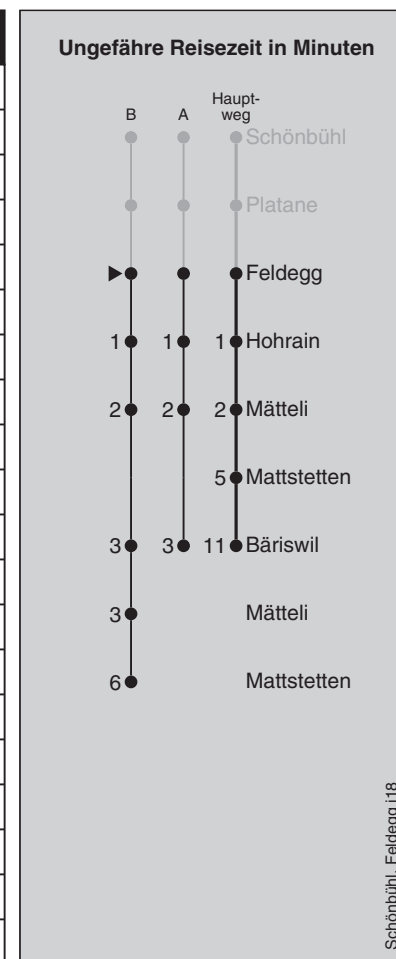 Ungefähre Reisezeit in Minuten
B A Haupt-
weg
Schönbühl
Platane
Feldegg
1 1 1 Hohrain
2 2 2 Mätteli
5 Mattstetten
3 3 11 Bäriswil
3 Mätteli
6 Mattstetten
Schönbühl, Feldegg j18